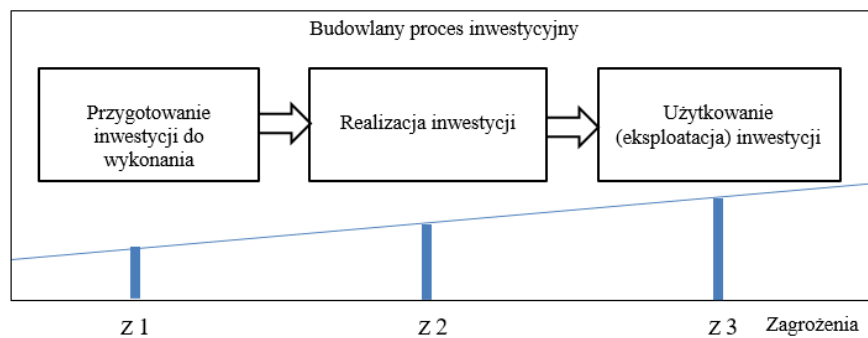 Budowlany proces inwestycyjny
Przygotowanie
inwestycji do
wykonania
Realizacja inwestycji
Użytkowanie
(eksploatacja) inwestycji
Z 1
Z 2
Z 3
Zagrożenia